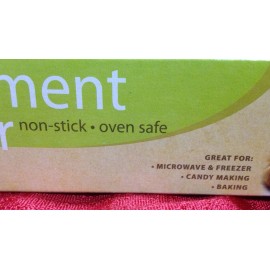 ment
r non-stick • oven safe
GREAT FOR:
• MICROWAVE & FREEZER
• CANDY MAKING
• BAKING